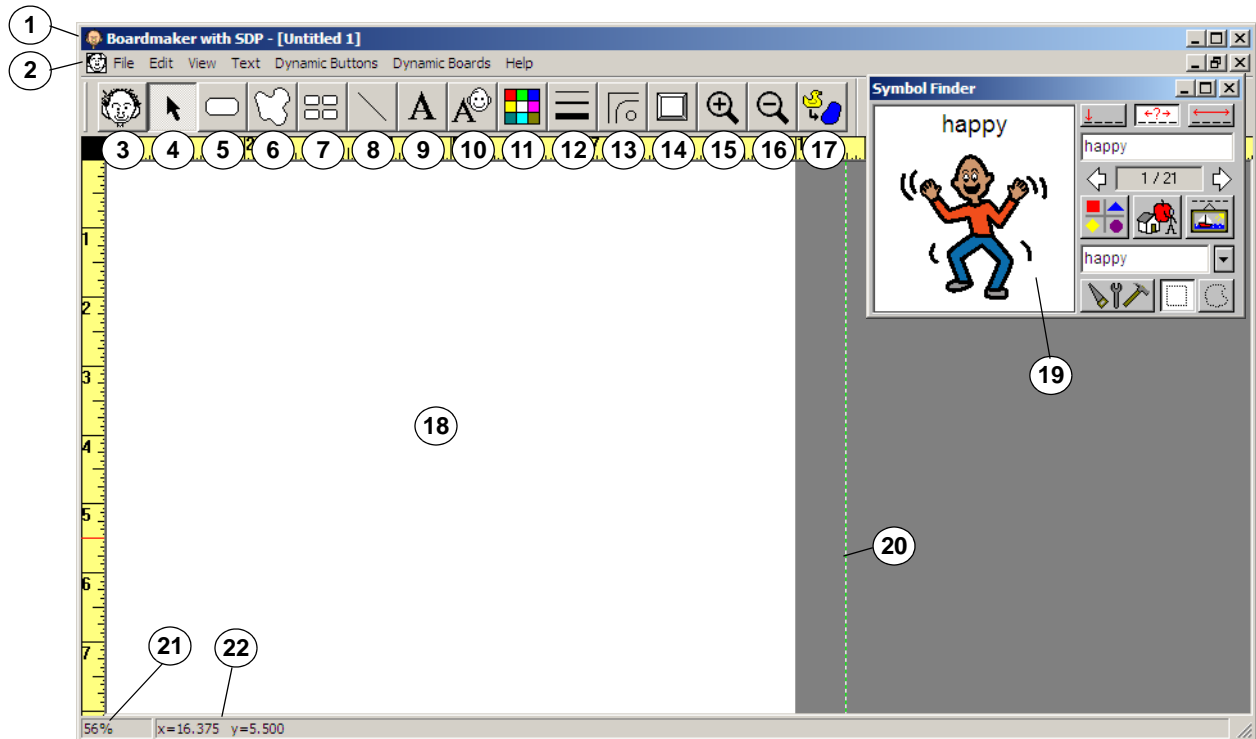 1
Boardmaker with SDP - [Untitled 1]
2
File Edit View Text Dynamic Buttons Dynamic Boards Help
Symbol Finder
A A
happy
happy
1 / 21
happy
3 4 5 6 7 8 9 10 11 12 13 14 15 16 17
1
2
3
4
5
6
7
18
19
20
21
22
56%
x=16.375 y=5.500